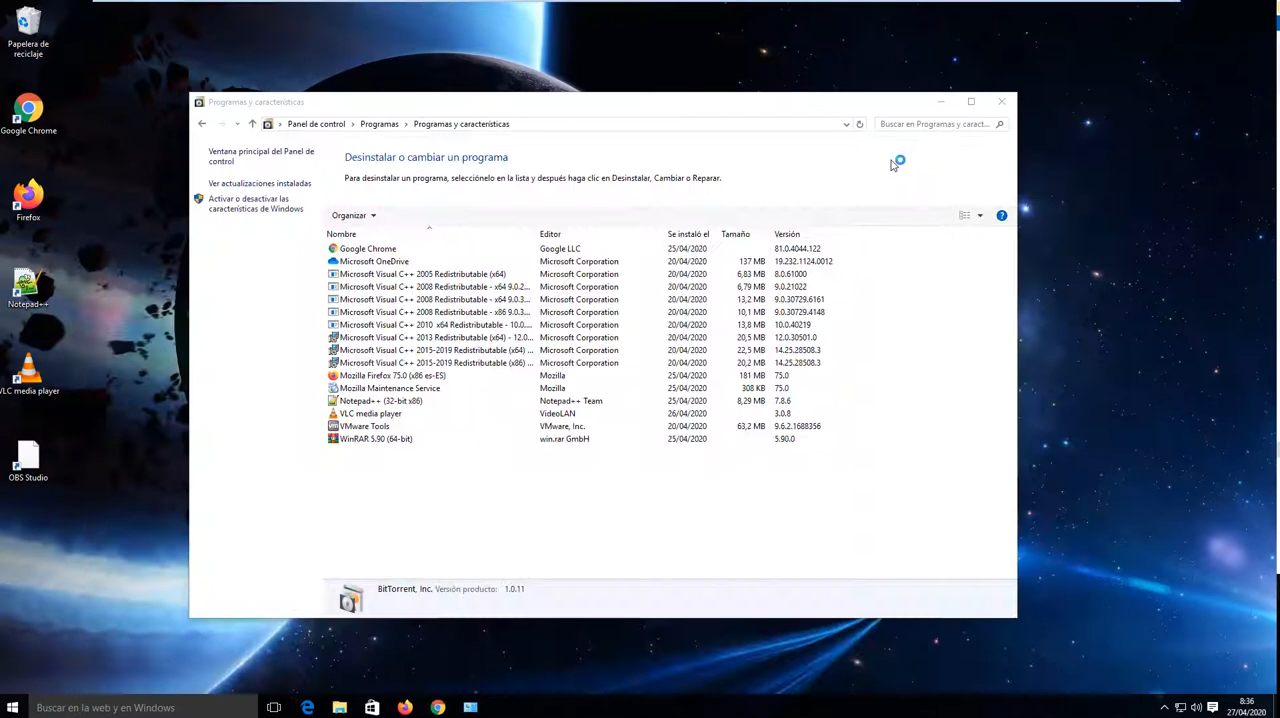 Papelera de
reciclaje
Google Chrome
Firefox
Notepad++
VLC media player
OBS Studio
Programas y características
Panel de control > Programas > Programas y características
Buscar en Programas y caract...
Ventana principal del Panel de
control
Ver actualizaciones instaladas
Activar o desactivar las
características de Windows
Desinstalar o cambiar un programa
Para desinstalar un programa, selecciónelo en la lista y después haga clic en Desinstalar, Cambiar o Reparar.
Organizar
Nombre Editor Se instaló el Tamaño Versión
Google Chrome Google LLC 25/04/2020 81.0.4044.122
Microsoft OneDrive Microsoft Corporation 20/04/2020 137 MB 19.232.1124.0012
Microsoft Visual C++ 2005 Redistributable (x64) Microsoft Corporation 20/04/2020 6,83 MB 8.0.61000
Microsoft Visual C++ 2008 Redistributable - x64 9.0.2... Microsoft Corporation 20/04/2020 6,79 MB 9.0.21022
Microsoft Visual C++ 2008 Redistributable - x64 9.0.3... Microsoft Corporation 20/04/2020 13,2 MB 9.0.30729.6161
Microsoft Visual C++ 2008 Redistributable - x86 9.0.3... Microsoft Corporation 20/04/2020 10,1 MB 9.0.30729.4148
Microsoft Visual C++ 2010 x64 Redistributable - 10.0.... Microsoft Corporation 20/04/2020 13,8 MB 10.0.40219
Microsoft Visual C++ 2013 Redistributable (x64) - 12.0... Microsoft Corporation 20/04/2020 20,5 MB 12.0.30501.0
Microsoft Visual C++ 2015-2019 Redistributable (x64) ... Microsoft Corporation 20/04/2020 22,5 MB 14.25.28508.3
Microsoft Visual C++ 2015-2019 Redistributable (x86) ... Microsoft Corporation 20/04/2020 20,2 MB 14.25.28508.3
Mozilla Firefox 75.0 (x86 es-ES) Mozilla 25/04/2020 181 MB 75.0
Mozilla Maintenance Service Mozilla 25/04/2020 308 KB 75.0
Notepad++ (32-bit x86) Notepad++ Team 25/04/2020 8,29 MB 7.8.6
VLC media player VideoLAN 26/04/2020 3.0.8
VMware Tools VMware, Inc. 20/04/2020 63,2 MB 9.6.2.1688356
WinRAR 5.90 (64-bit) win.rar GmbH 25/04/2020 5.90.0
BitTorrent, Inc. Versión producto: 1.0.11
Buscar en la web y en Windows
8:36
27/04/2020